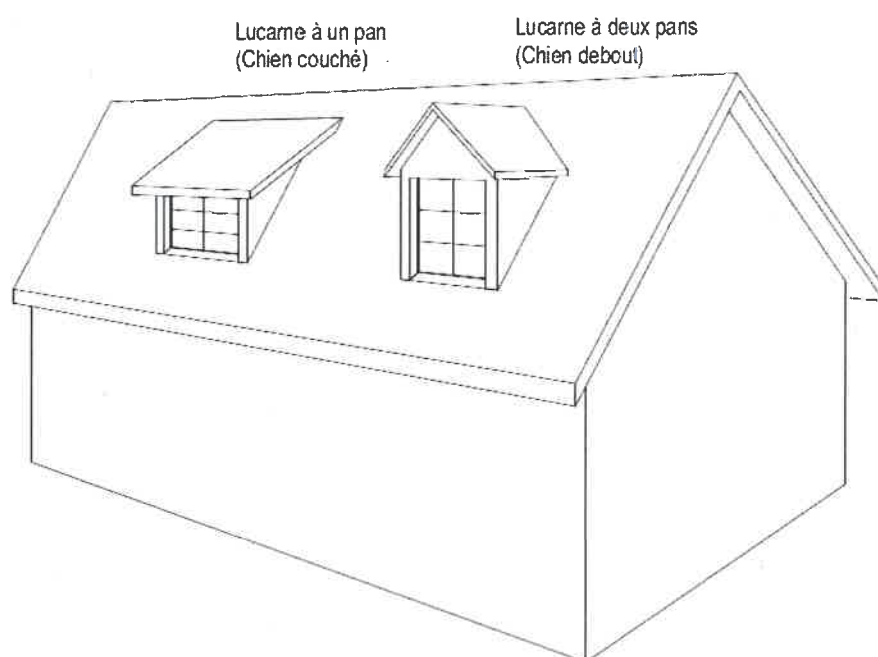 Lucarne à un pan
(Chien couché)
Lucarne à deux pans
(Chien debout)